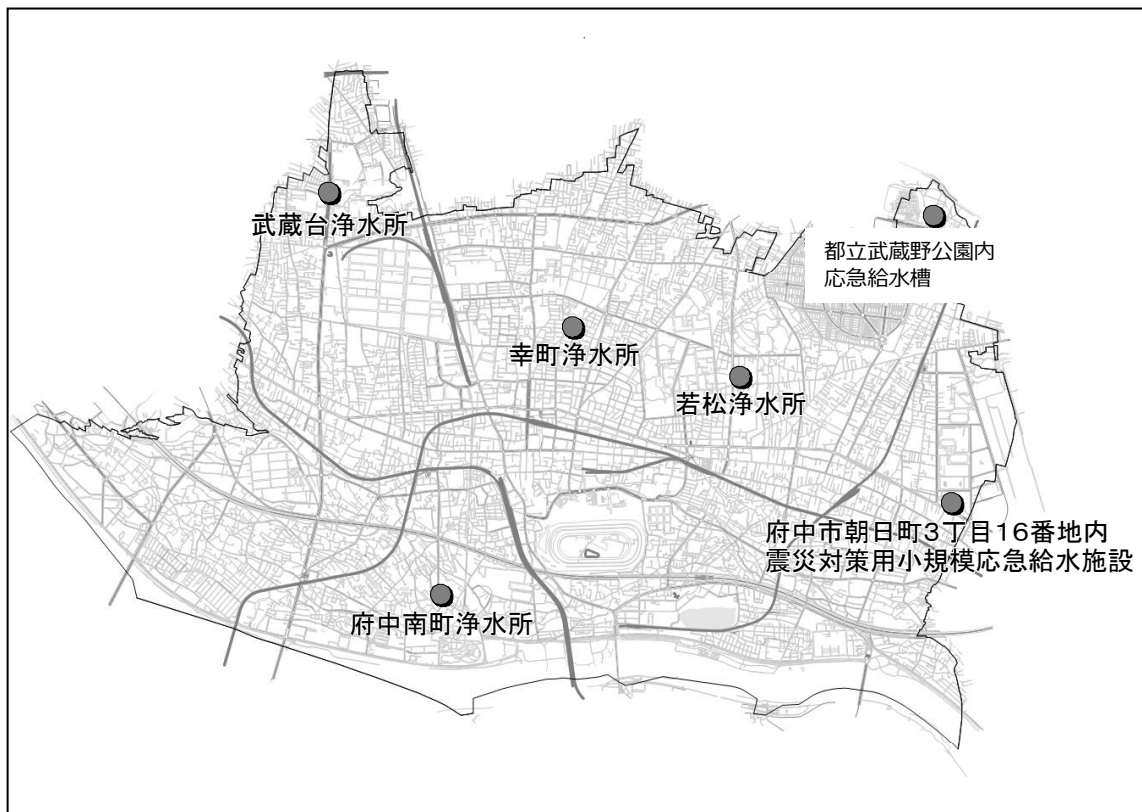 武蔵台浄水所
都立武蔵野公園内
応急給水槽
幸町浄水所
若松浄水所
府中市朝日町3丁目16番地内
震災対策用小規模応急給水施設
府中南町浄水所